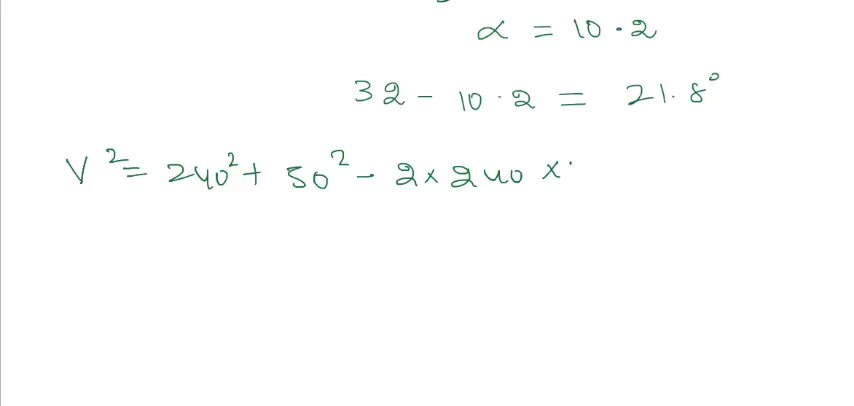 α = 10.2
32 - 10.2 = 21.8°
V² = 240² + 50² - 2 × 240 ×